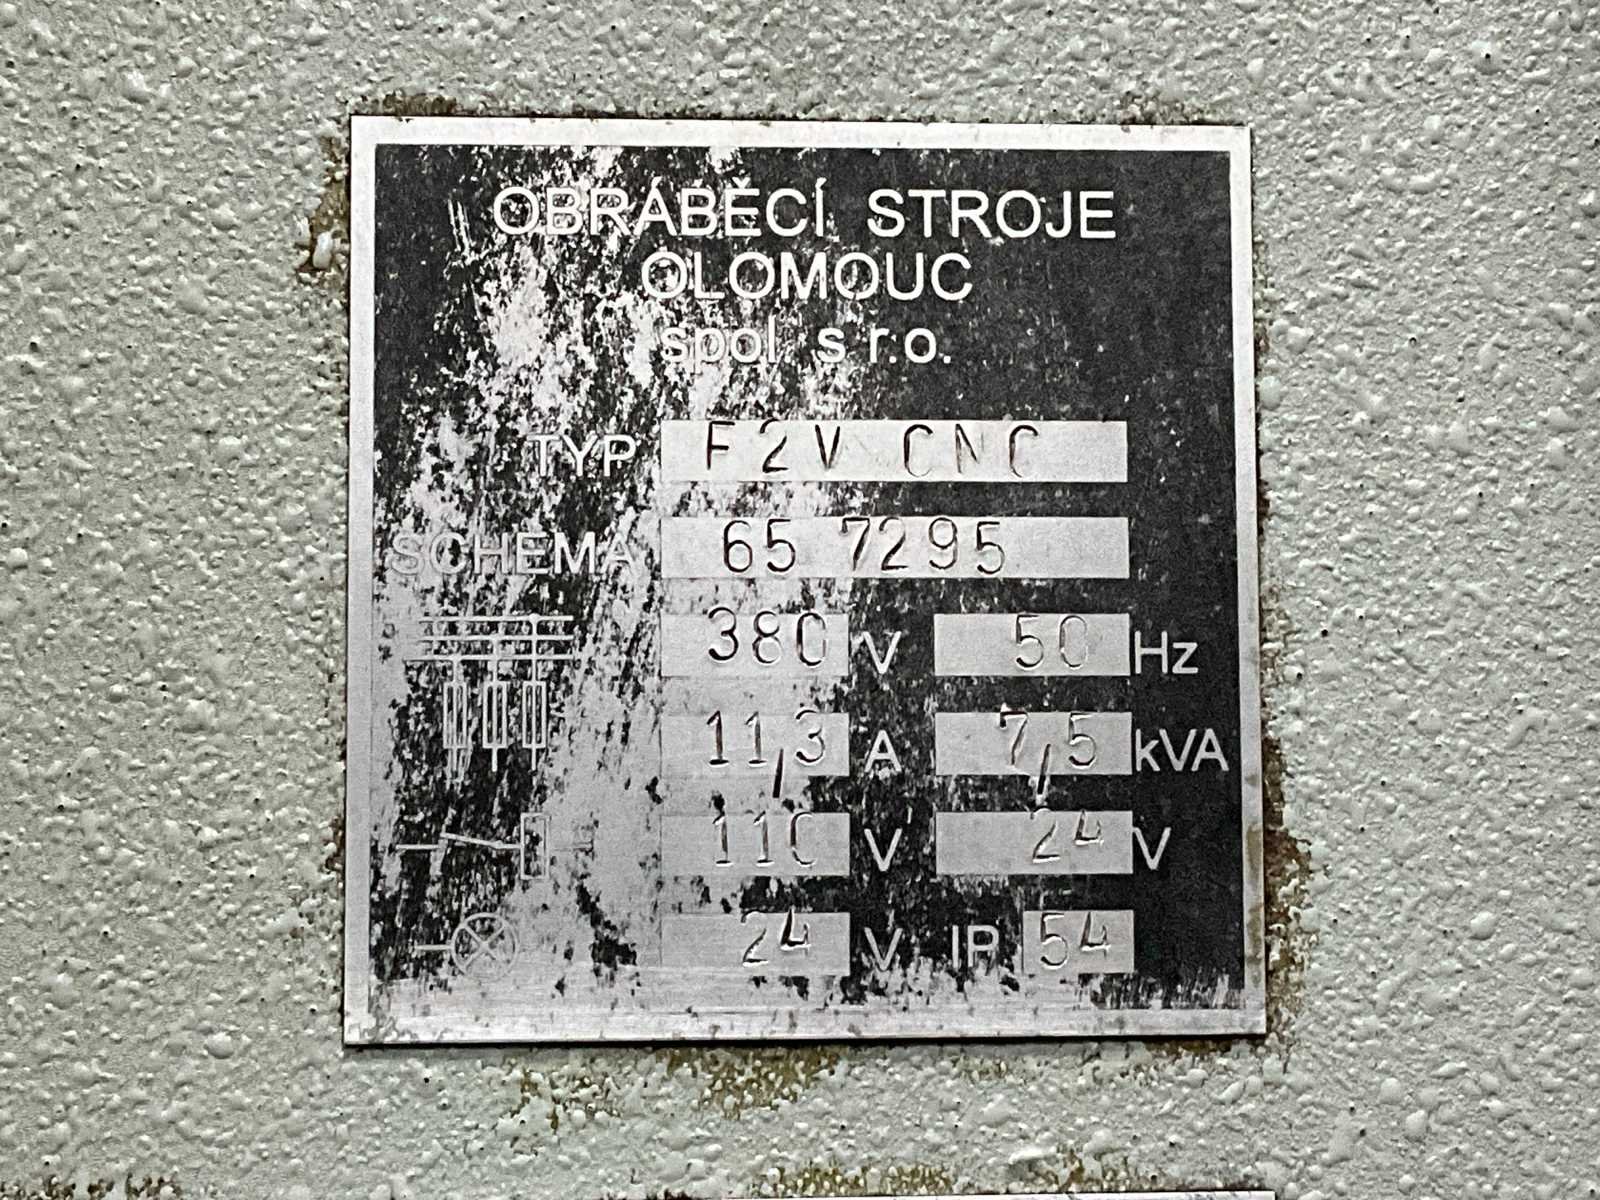 OBRÁBĚCÍ STROJE
OLOMOUC
spol. s r.o.
TYP F2V CNC
SCHEMA 65 7295
380 V 50 Hz
11,3 A 7,5 kVA
110 V 24 V
24 V IP 54